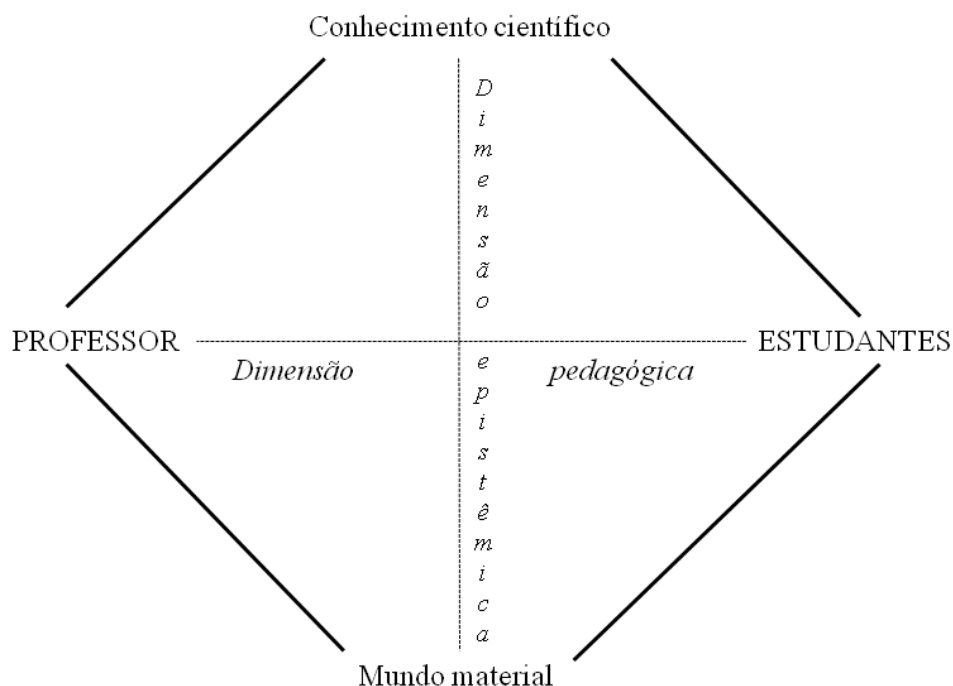 Conhecimento científico
Dimensão
PROFESSOR
ESTUDANTES
Dimensão
pedagógica
epistêmica
Mundo material